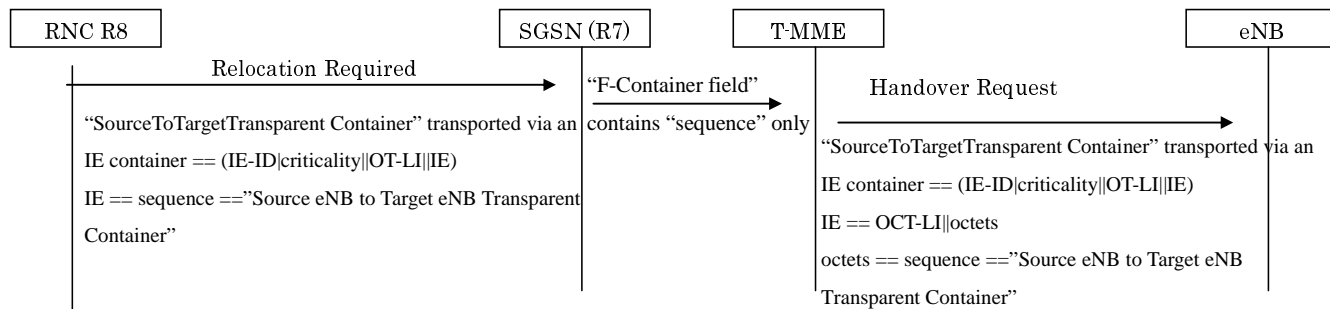 RNC R8
SGSN (R7)
T-MME
eNB
Relocation Required
“F-Container field”
contains “sequence” only
Handover Request
“SourceToTargetTransparent Container” transported via an
IE container == (IE-ID|criticality||OT-LI||IE)
IE == sequence ==”Source eNB to Target eNB Transparent
Container”
“SourceToTargetTransparent Container” transported via an
IE container == (IE-ID|criticality||OT-LI||IE)
IE == OCT-LI||octets
octets == sequence ==”Source eNB to Target eNB
Transparent Container”